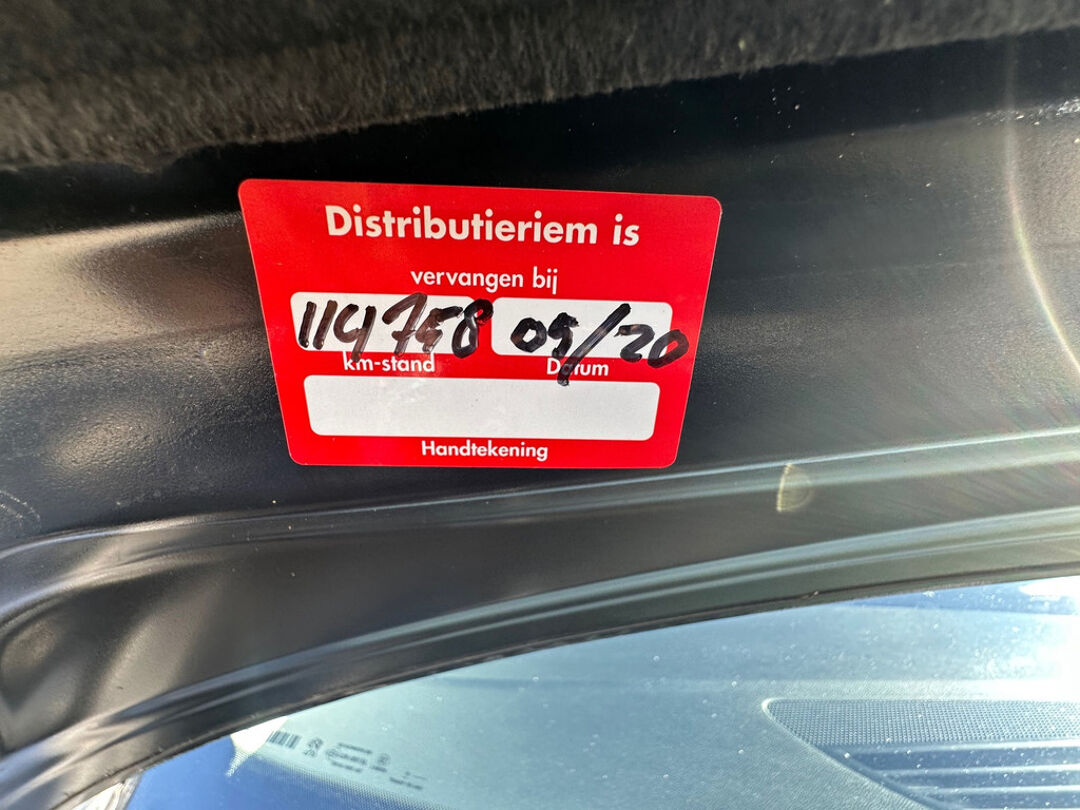 Distributieriem is
vervangen bij
114758 09/20
km-stand Datum
Handtekening